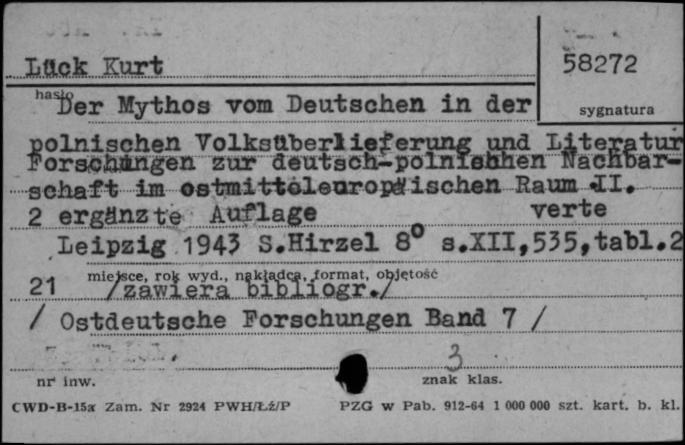 Lück Kurt
58272
hasło
Der Mythos vom Deutschen in der
sygnatura
polnischen Volksüberlieferung und Literatur
Forschungen zur deutsch-polnischen Nachbar-
schaft im ostmitteleuropäischen Raum II.
2 ergänzte Auflage verte
Leipzig 1943 S.Hirzel 8° s.XII,535,tabl.2
miejsce, rok wyd., nakładca, format, objętość
21 /zawiera bibliogr./
/ Ostdeutsche Forschungen Band 7 /
3
nr inw. znak klas.
CWD-B-15a Zam. Nr 2924 PWH/Łź/P PZG w Pab. 912-64 1 000 000 szt. kart. b. kl.